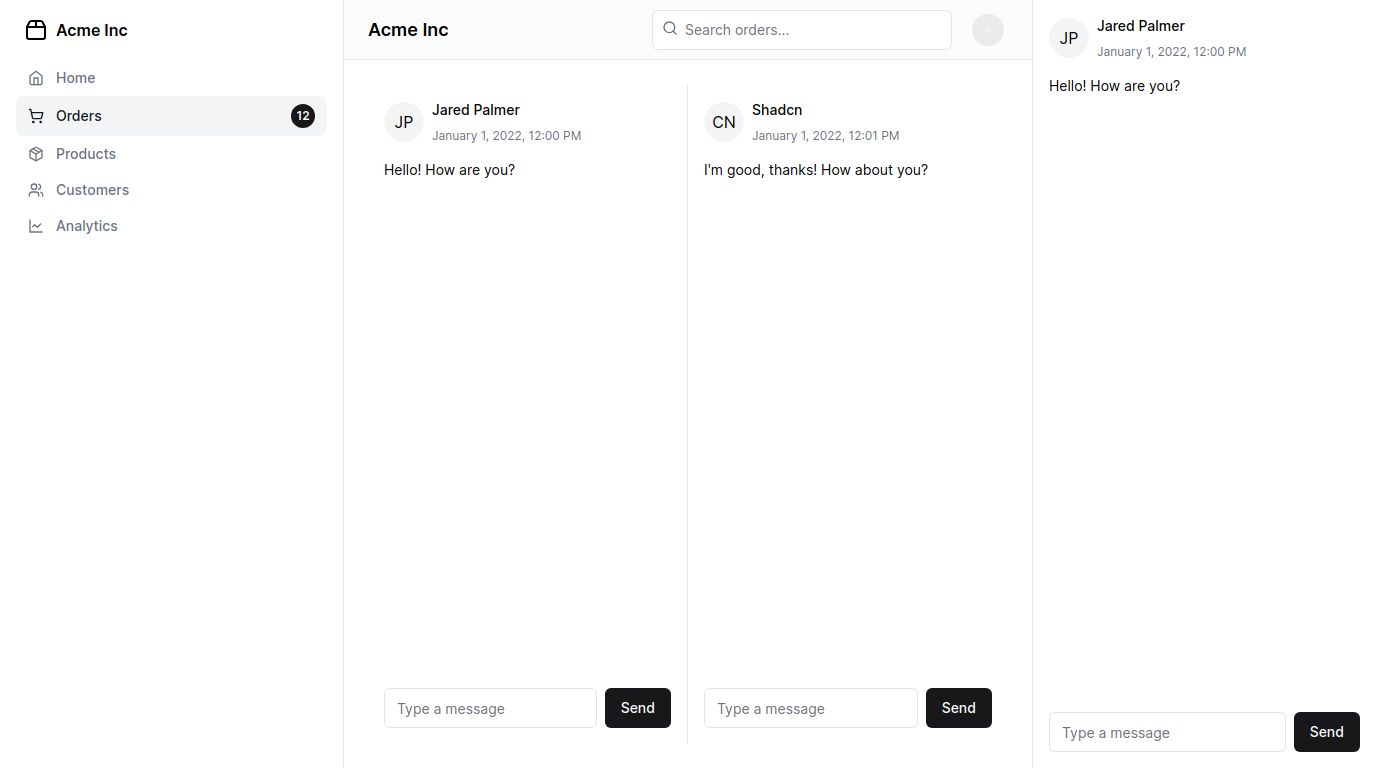 Acme Inc
Home
Orders
12
Products
Customers
Analytics
Acme Inc
Search orders...
JP
Jared Palmer
January 1, 2022, 12:00 PM
Hello! How are you?
Type a message
Send
CN
Shadcn
January 1, 2022, 12:01 PM
I'm good, thanks! How about you?
Type a message
Send
JP
Jared Palmer
January 1, 2022, 12:00 PM
Hello! How are you?
Type a message
Send